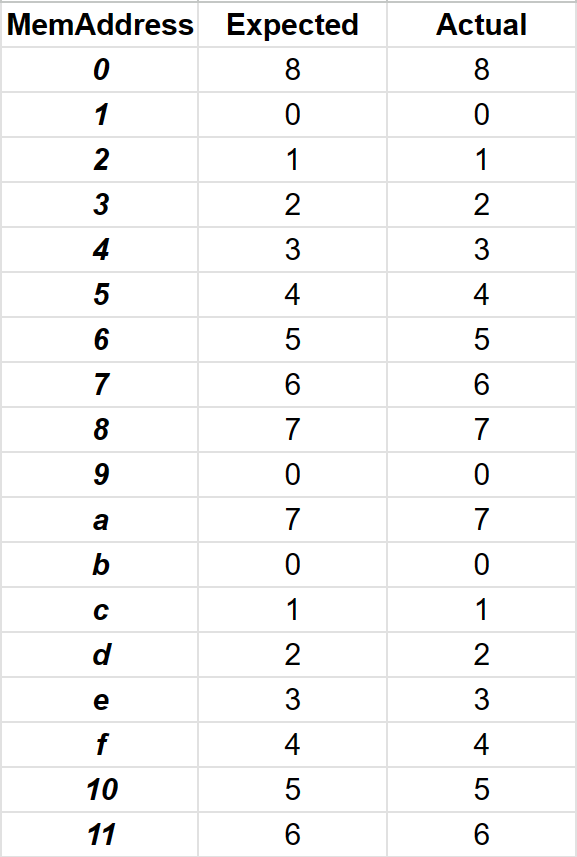 MemAddress Expected Actual
0 8 8
1 0 0
2 1 1
3 2 2
4 3 3
5 4 4
6 5 5
7 6 6
8 7 7
9 0 0
a 7 7
b 0 0
c 1 1
d 2 2
e 3 3
f 4 4
10 5 5
11 6 6